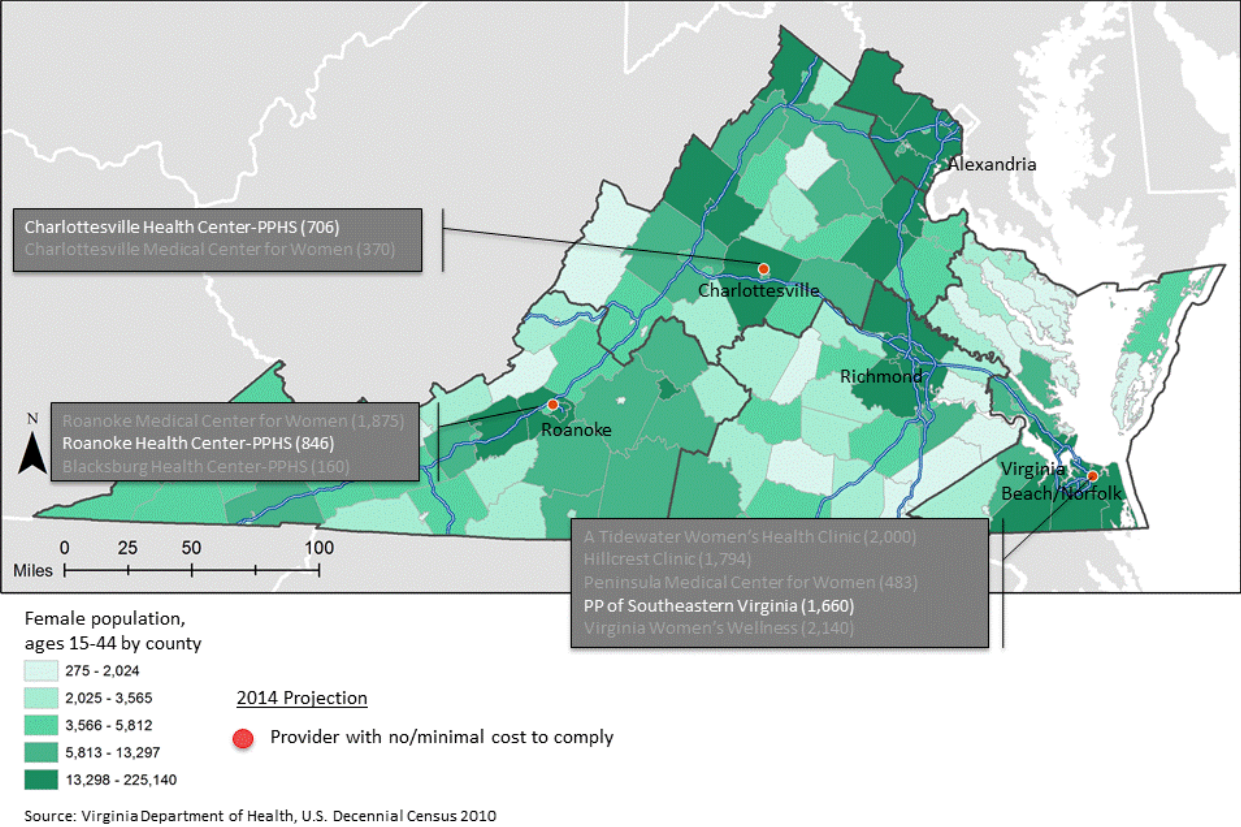 Alexandria
Charlottesville Health Center-PPHS (706)
Charlottesville Medical Center for Women (370)
Charlottesville
Richmond
Roanoke Medical Center for Women (1,875)
Roanoke Health Center-PPHS (846)
Blacksburg Health Center-PPHS (160)
N
Roanoke
Virginia
Beach/Norfolk
A Tidewater Women's Health Clinic (2,000)
Hillcrest Clinic (1,794)
Peninsula Medical Center for Women (483)
PP of Southeastern Virginia (1,660)
Virginia Women's Wellness (2,140)
0 25 50 100
Miles
Female population,
ages 15-44 by county
275 - 2,024
2,025 - 3,565
3,566 - 5,812
5,813 - 13,297
13,298 - 225,140
2014 Projection
Provider with no/minimal cost to comply
Source: Virginia Department of Health, U.S. Decennial Census 2010